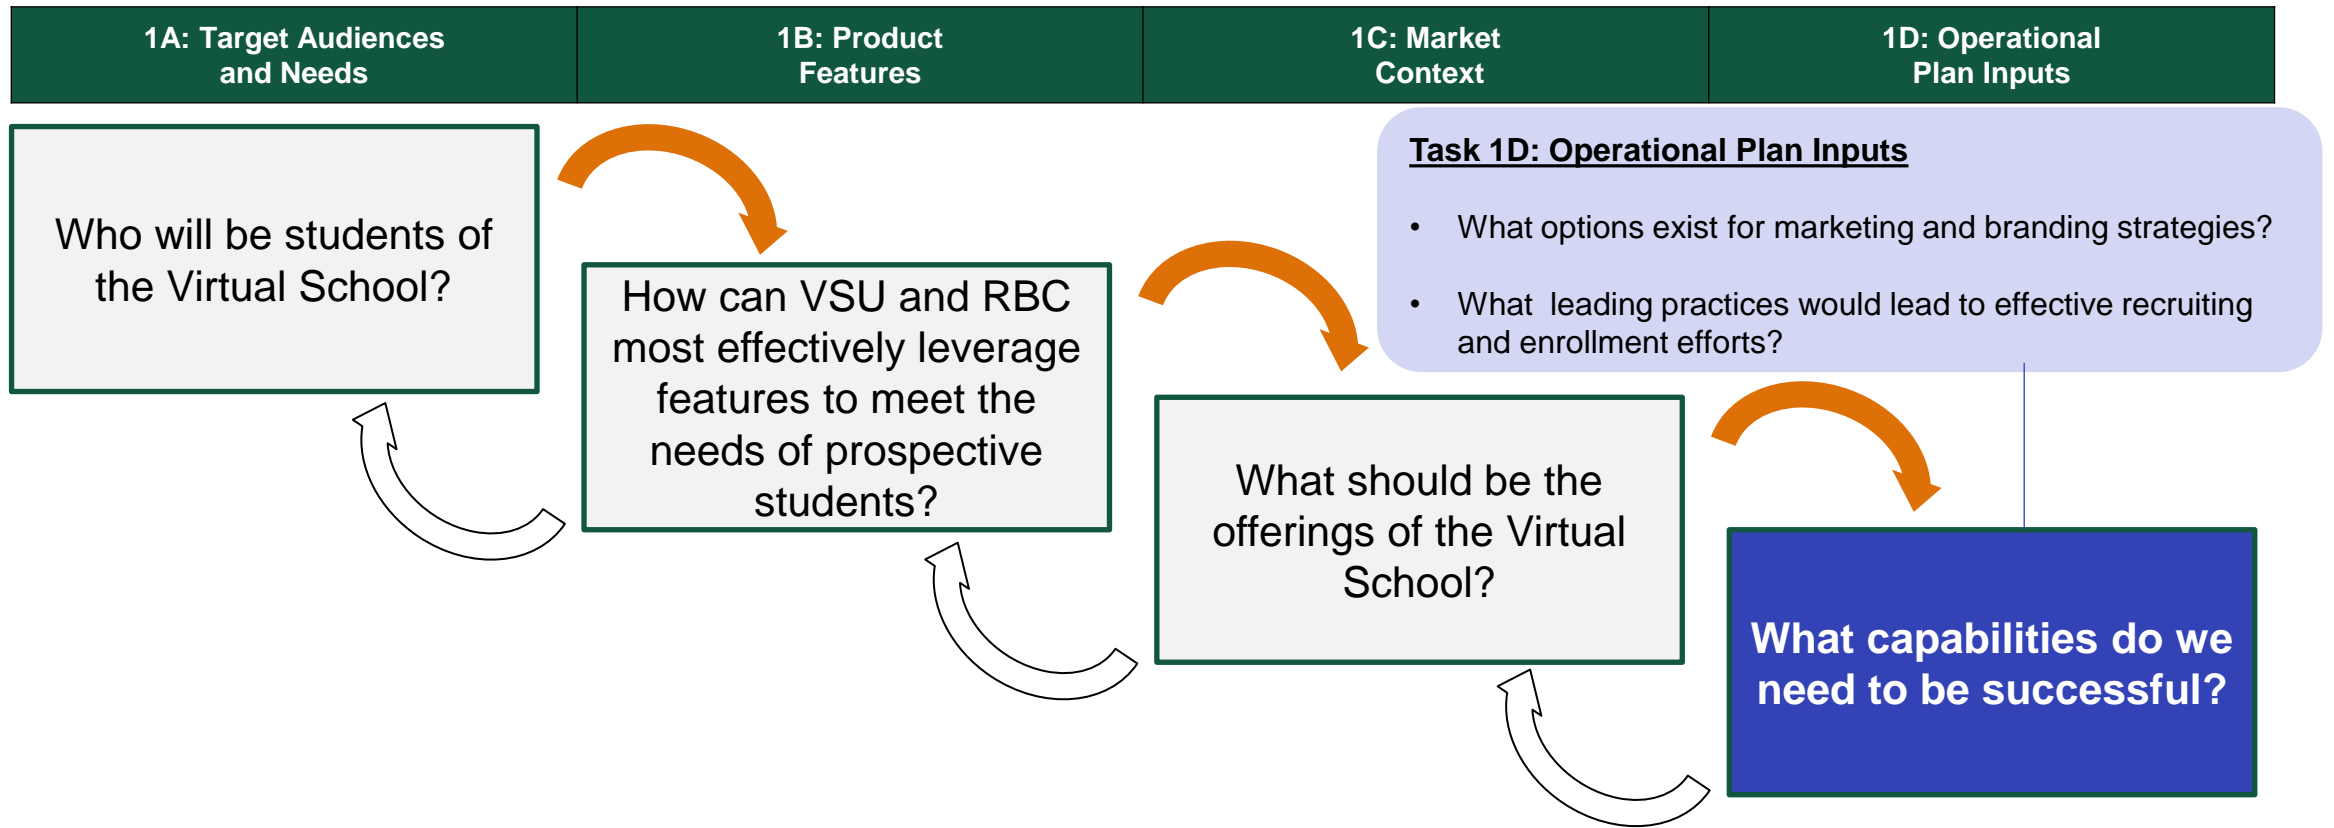 1A: Target Audiences
and Needs
1B: Product
Features
1C: Market
Context
1D: Operational
Plan Inputs
Who will be students of
the Virtual School?
How can VSU and RBC
most effectively leverage
features to meet the
needs of prospective
students?
What should be the
offerings of the Virtual
School?
Task 1D: Operational Plan Inputs
• What options exist for marketing and branding strategies?
• What  leading practices would lead to effective recruiting
and enrollment efforts?
What capabilities do we
need to be successful?